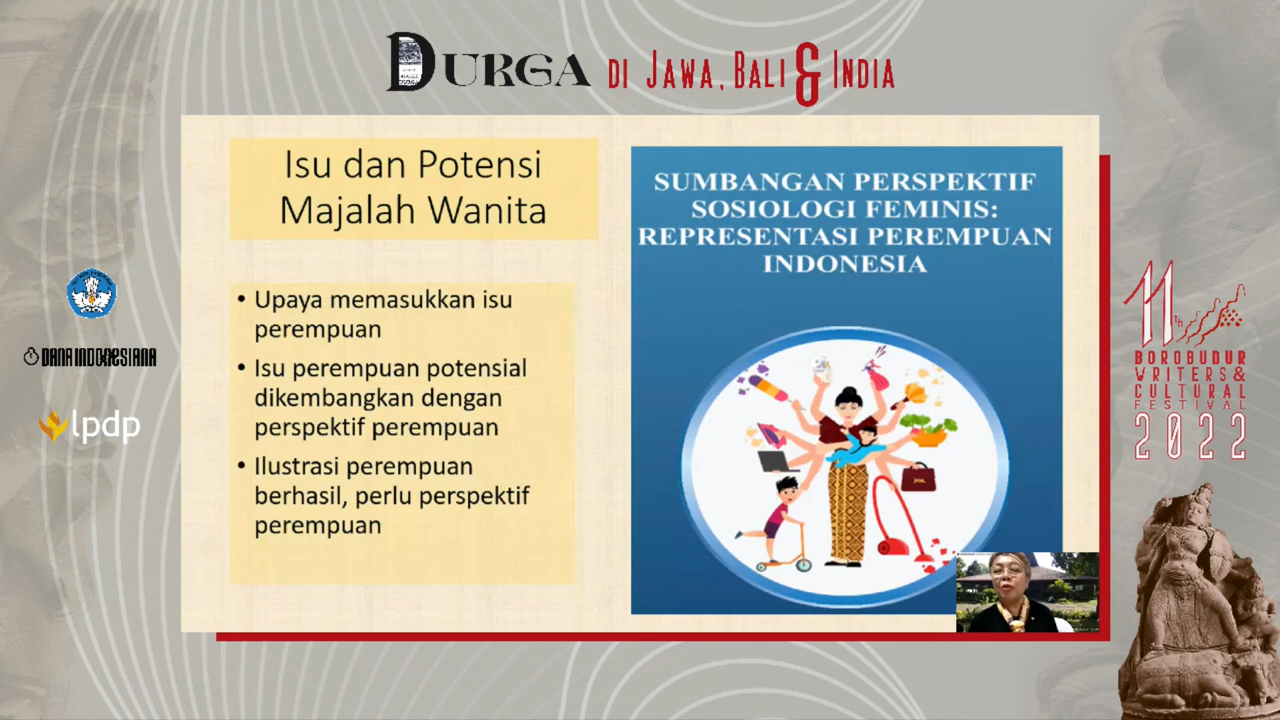 DURGA DI JAWA, BALI & INDIA
Isu dan Potensi
Majalah Wanita
• Upaya memasukkan isu
perempuan
• Isu perempuan potensial
dikembangkan dengan
perspektif perempuan
• Ilustrasi perempuan
berhasil, perlu perspektif
perempuan
SUMBANGAN PERSPEKTIF
SOSIOLOGI FEMINIS:
REPRESENTASI PEREMPUAN
INDONESIA
DANA INDONESIANA
lpdp
11th
BOROBUDUR
WRITERS &
CULTURAL
FESTIVAL
2022